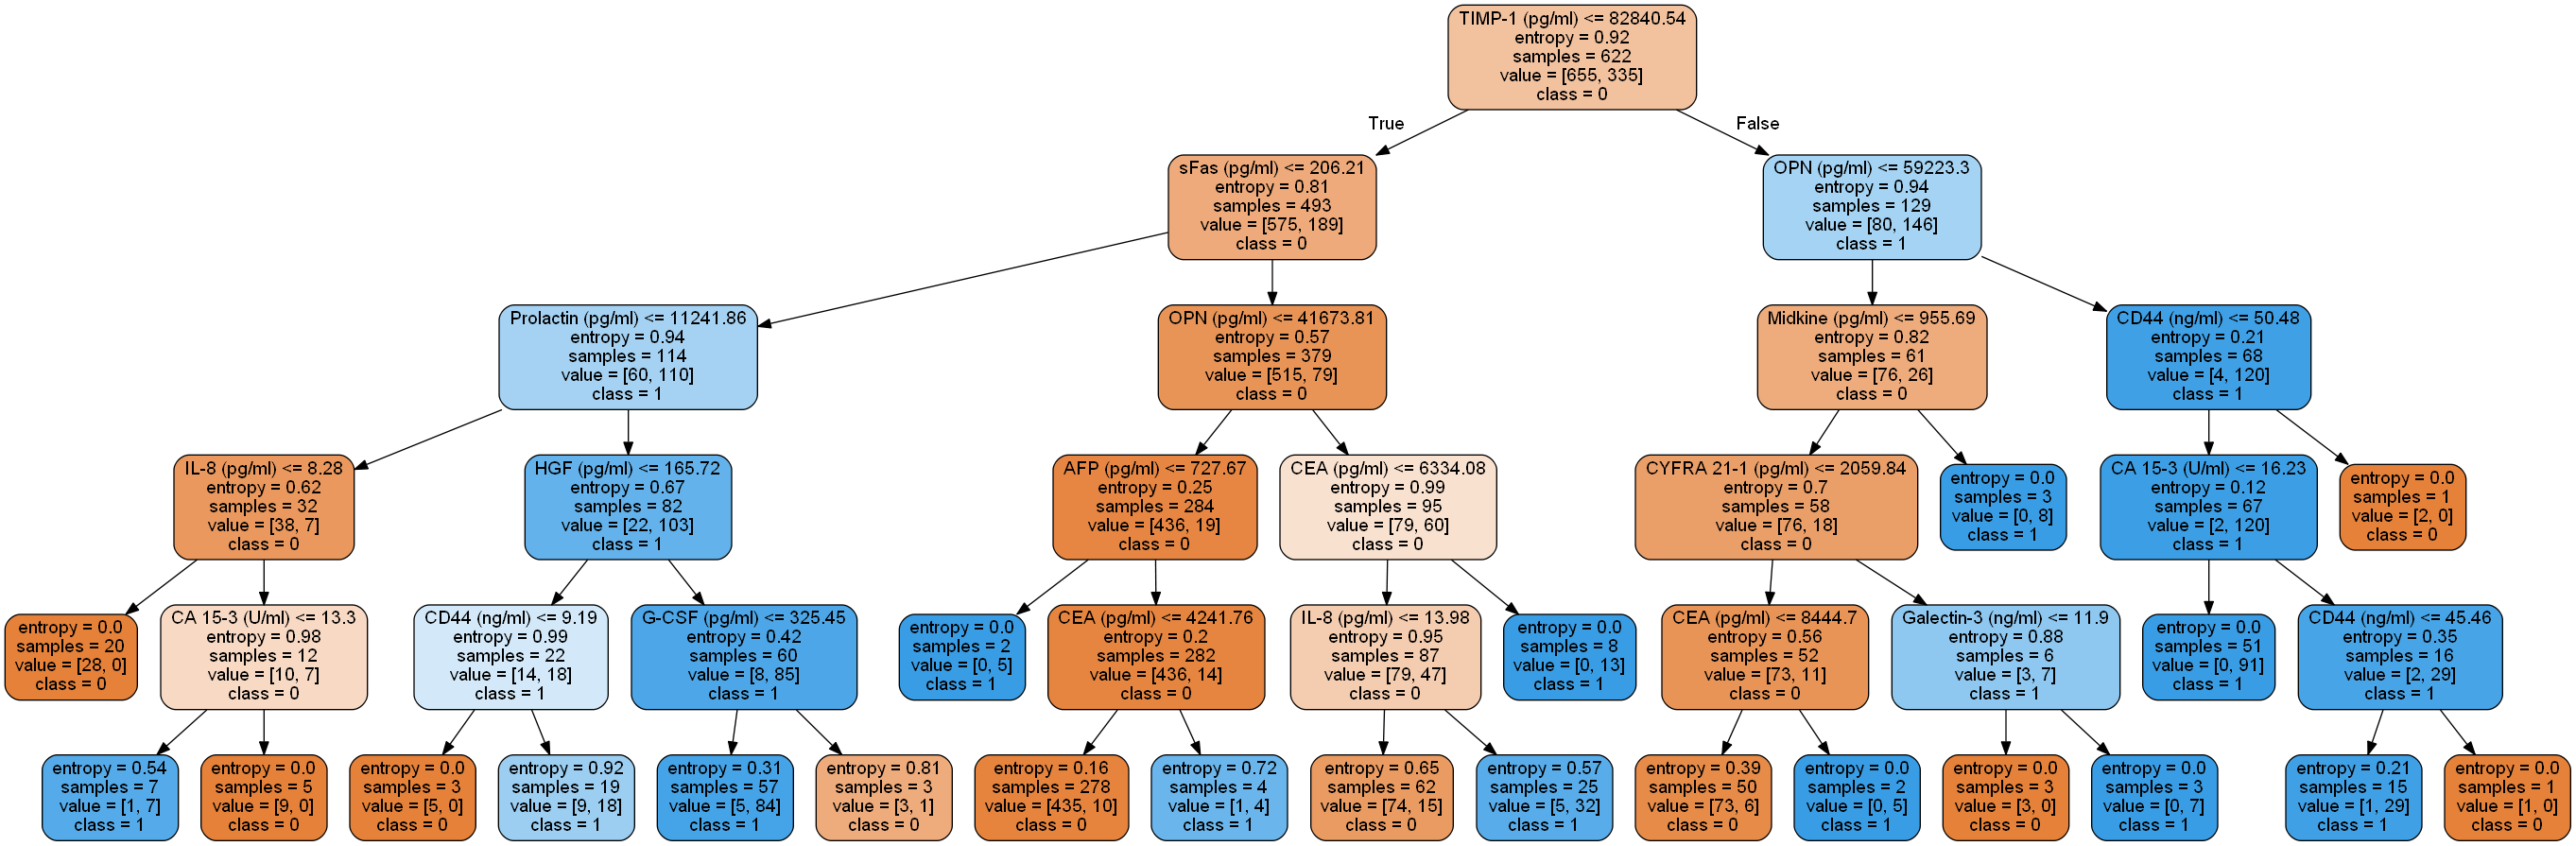 TIMP-1 (pg/ml) <= 82840.54
entropy = 0.92
samples = 622
value = [655, 335]
class = 0
True
False
sFas (pg/ml) <= 206.21
entropy = 0.81
samples = 493
value = [575, 189]
class = 0
OPN (pg/ml) <= 59223.3
entropy = 0.94
samples = 129
value = [80, 146]
class = 1
Prolactin (pg/ml) <= 11241.86
entropy = 0.94
samples = 114
value = [60, 110]
class = 1
OPN (pg/ml) <= 41673.81
entropy = 0.57
samples = 379
value = [515, 79]
class = 0
Midkine (pg/ml) <= 955.69
entropy = 0.82
samples = 61
value = [76, 26]
class = 0
CD44 (ng/ml) <= 50.48
entropy = 0.21
samples = 68
value = [4, 120]
class = 1
IL-8 (pg/ml) <= 8.28
entropy = 0.62
samples = 32
value = [38, 7]
class = 0
HGF (pg/ml) <= 165.72
entropy = 0.67
samples = 82
value = [22, 103]
class = 1
AFP (pg/ml) <= 727.67
entropy = 0.25
samples = 284
value = [436, 19]
class = 0
CEA (pg/ml) <= 6334.08
entropy = 0.99
samples = 95
value = [79, 60]
class = 0
CYFRA 21-1 (pg/ml) <= 2059.84
entropy = 0.7
samples = 58
value = [76, 18]
class = 0
entropy = 0.0
samples = 3
value = [0, 8]
class = 1
CA 15-3 (U/ml) <= 16.23
entropy = 0.12
samples = 67
value = [2, 120]
class = 1
entropy = 0.0
samples = 1
value = [2, 0]
class = 0
entropy = 0.0
samples = 20
value = [28, 0]
class = 0
CA 15-3 (U/ml) <= 13.3
entropy = 0.98
samples = 12
value = [10, 7]
class = 0
CD44 (ng/ml) <= 9.19
entropy = 0.99
samples = 22
value = [14, 18]
class = 1
G-CSF (pg/ml) <= 325.45
entropy = 0.42
samples = 60
value = [8, 85]
class = 1
entropy = 0.0
samples = 2
value = [0, 5]
class = 1
CEA (pg/ml) <= 4241.76
entropy = 0.2
samples = 282
value = [436, 14]
class = 0
IL-8 (pg/ml) <= 13.98
entropy = 0.95
samples = 87
value = [79, 47]
class = 0
entropy = 0.0
samples = 8
value = [0, 13]
class = 1
CEA (pg/ml) <= 8444.7
entropy = 0.56
samples = 52
value = [73, 11]
class = 0
Galectin-3 (ng/ml) <= 11.9
entropy = 0.88
samples = 6
value = [3, 7]
class = 1
entropy = 0.0
samples = 51
value = [0, 91]
class = 1
CD44 (ng/ml) <= 45.46
entropy = 0.35
samples = 16
value = [2, 29]
class = 1
entropy = 0.54
samples = 7
value = [1, 7]
class = 1
entropy = 0.0
samples = 5
value = [9, 0]
class = 0
entropy = 0.0
samples = 3
value = [5, 0]
class = 0
entropy = 0.92
samples = 19
value = [9, 18]
class = 1
entropy = 0.31
samples = 57
value = [5, 84]
class = 1
entropy = 0.81
samples = 3
value = [3, 1]
class = 0
entropy = 0.16
samples = 278
value = [435, 10]
class = 0
entropy = 0.72
samples = 4
value = [1, 4]
class = 1
entropy = 0.65
samples = 62
value = [74, 15]
class = 0
entropy = 0.57
samples = 25
value = [5, 32]
class = 1
entropy = 0.39
samples = 50
value = [73, 6]
class = 0
entropy = 0.0
samples = 2
value = [0, 5]
class = 1
entropy = 0.0
samples = 3
value = [3, 0]
class = 0
entropy = 0.0
samples = 3
value = [0, 7]
class = 1
entropy = 0.21
samples = 15
value = [1, 29]
class = 1
entropy = 0.0
samples = 1
value = [1, 0]
class = 0